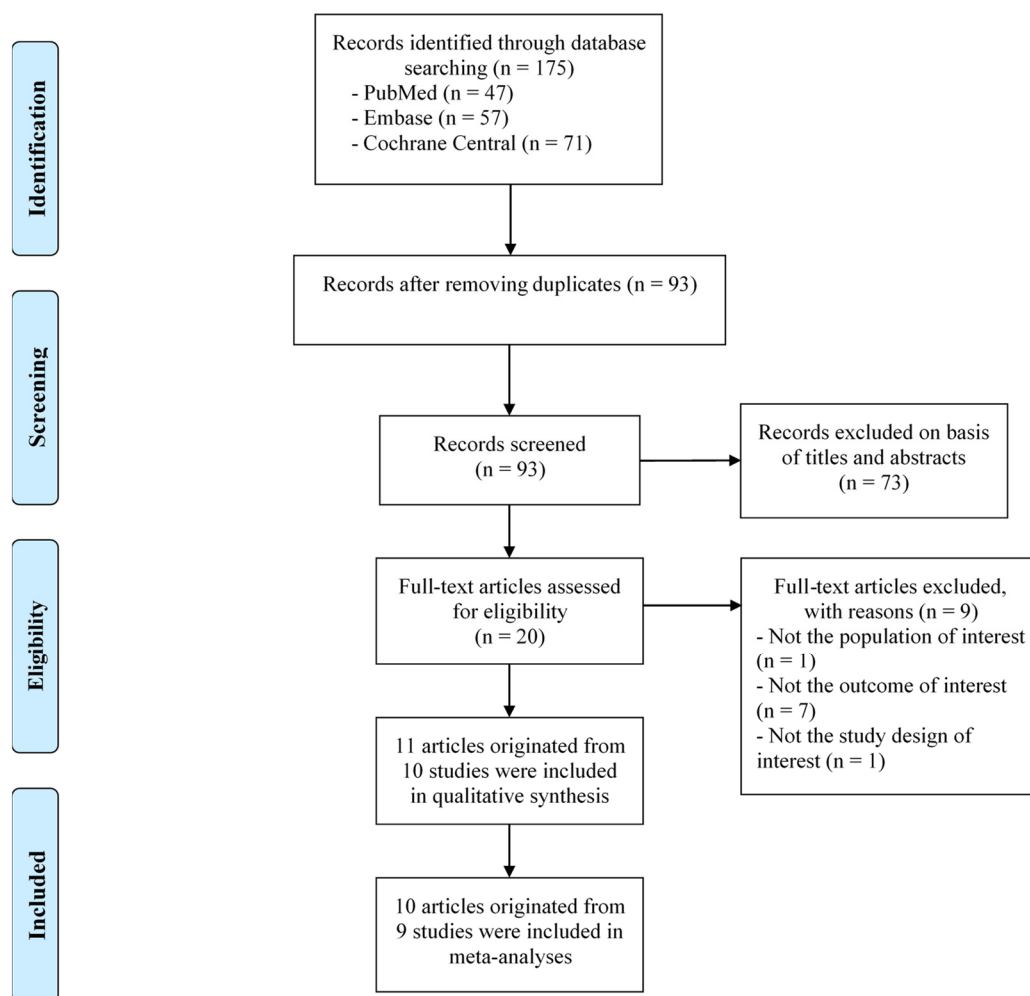 Identification
Records identified through database
searching (n = 175)
- PubMed (n = 47)
- Embase (n = 57)
- Cochrane Central (n = 71)
Records after removing duplicates (n = 93)
Screening
Records screened
(n = 93)
Records excluded on basis
of titles and abstracts
(n = 73)
Eligibility
Full-text articles assessed
for eligibility
(n = 20)
Full-text articles excluded,
with reasons (n = 9)
- Not the population of interest
(n = 1)
- Not the outcome of interest
(n = 7)
- Not the study design of
interest (n = 1)
11 articles originated from
10 studies were included
in qualitative synthesis
Included
10 articles originated from
9 studies were included in
meta-analyses